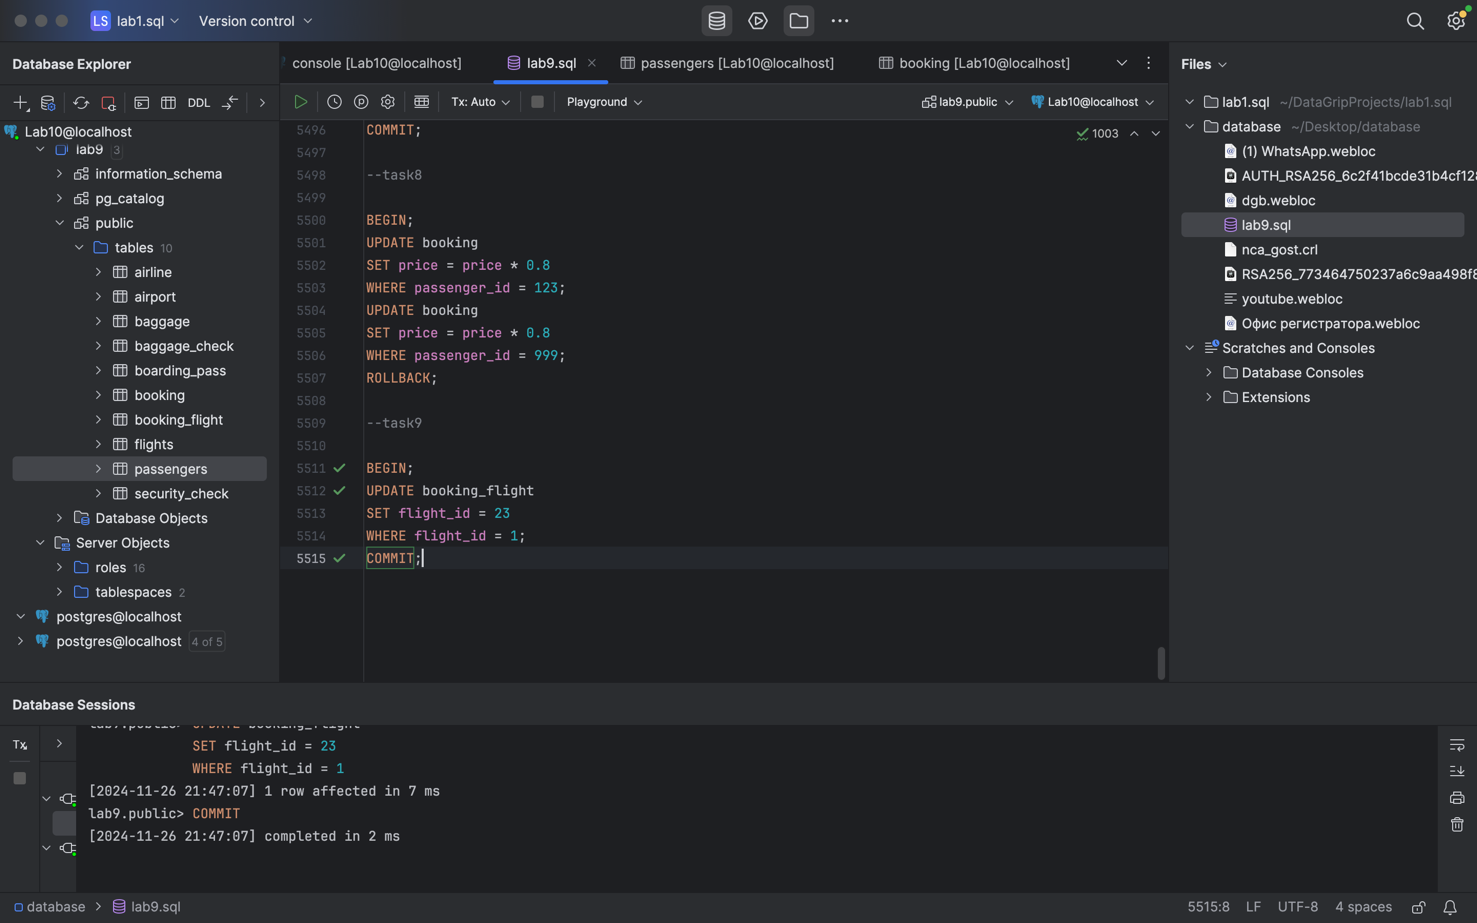 LS lab1.sql Version control
Database Explorer
console [Lab10@localhost] lab9.sql passengers [Lab10@localhost] booking [Lab10@localhost]
Files
DDL
Tx: Auto Playground lab9.public Lab10@localhost
Lab10@localhost
lab9 3
information_schema
pg_catalog
public
tables 10
airline
airport
baggage
baggage_check
boarding_pass
booking
booking_flight
flights
passengers
security_check
Database Objects
Server Objects
roles 16
tablespaces 2
postgres@localhost
postgres@localhost 4 of 5
1003
5496 COMMIT;
5497
5498 --task8
5499
5500 BEGIN;
5501 UPDATE booking
5502 SET price = price * 0.8
5503 WHERE passenger_id = 123;
5504 UPDATE booking
5505 SET price = price * 0.8
5506 WHERE passenger_id = 999;
5507 ROLLBACK;
5508
5509 --task9
5510
5511 BEGIN;
5512 UPDATE booking_flight
5513 SET flight_id = 23
5514 WHERE flight_id = 1;
5515 COMMIT;
lab1.sql ~/DataGripProjects/lab1.sql
database ~/Desktop/database
(1) WhatsApp.webloc
AUTH_RSA256_6c2f41bcde31b4cf128
dgb.webloc
lab9.sql
nca_gost.crl
RSA256_773464750237a6c9aa498f8
youtube.webloc
Офис регистратора.webloc
Scratches and Consoles
Database Consoles
Extensions
Database Sessions
Tx
lab9.public> UPDATE booking_flight
SET flight_id = 23
WHERE flight_id = 1
[2024-11-26 21:47:07] 1 row affected in 7 ms
lab9.public> COMMIT
[2024-11-26 21:47:07] completed in 2 ms
database lab9.sql
5515:8 LF UTF-8 4 spaces